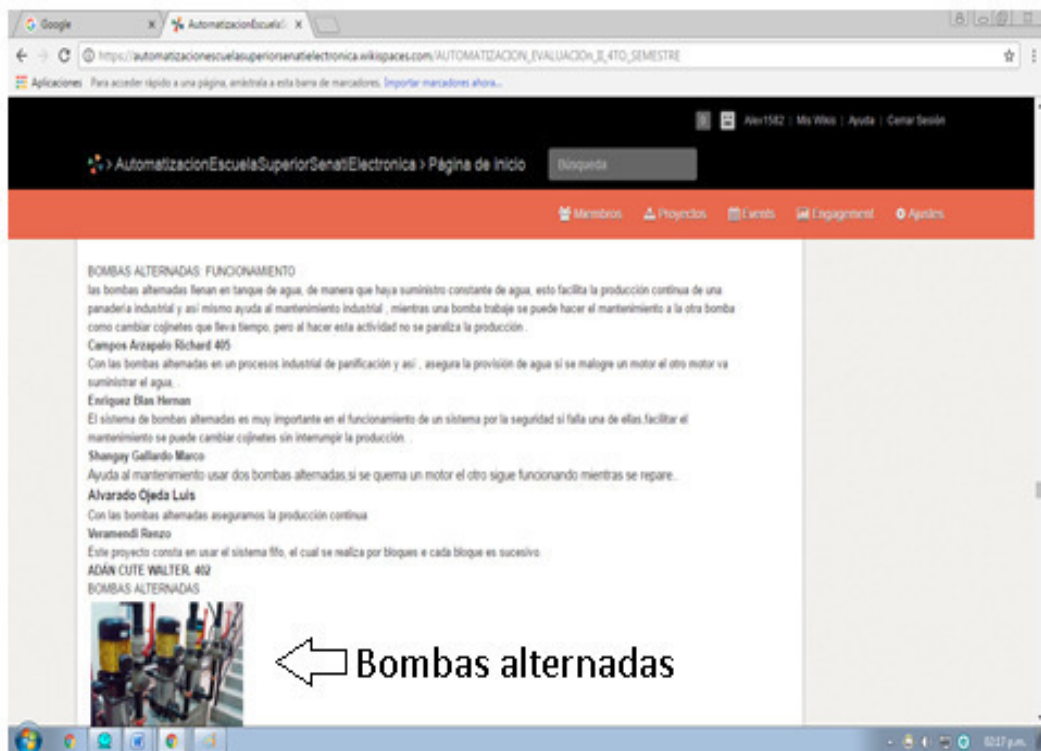 Google
AutomatizacionEscuelaS
https://automatizacionescuelasuperiorsenatielectronica.wikispaces.com/AUTOMATIZACION_EVALUACIOn_II_4TO_SEMESTRE
Aplicaciones Para acceder rápido a una página, arrástrala a esta barra de marcadores. Importar marcadores ahora...
Alex1582 | Mis Wikis | Ayuda | Cerrar Sesión
> AutomatizacionEscuelaSuperiorSenatiElectronica > Página de inicio Búsqueda
Miembros Proyectos Events Engagement Ajustes
BOMBAS ALTERNADAS FUNCIONAMIENTO
las bombas alternadas llenan en tanque de agua, de manera que haya suministro constante de agua, esto facilita la producción continua de una
panadería industrial y así mismo ayuda al mantenimiento industrial , mientras una bomba trabaje se puede hacer el mantenimiento a la otra bomba
como cambiar cojinetes que lleva tiempo, pero al hacer esta actividad no se paraliza la producción .
Campos Arzapalo Richard 405
Con las bombas alternadas en un procesos industrial de panificación y así , asegura la provisión de agua si se malogre un motor el otro motor va
suministrar el agua, .
Enriquez Blas Hernan
El sistema de bombas alternadas es muy importante en el funcionamiento de un sistema por la seguridad si falla una de ellas,facilitar el
mantenimiento se puede cambiar cojinetes sin interrumpir la producción. .
Shangay Gallardo Marco
Ayuda al mantenimiento usar dos bombas alternadas,si se quema un motor el otro sigue funcionando mientras se repare..
Alvarado Ojeda Luis
Con las bombas alternadas aseguramos la producción continua
Veramendi Renzo
Este proyecto consta en usar el sistema fifo, el cual se realiza por bloques e cada bloque es sucesivo
ADÁN CUTE WALTER. 402
BOMBAS ALTERNADAS
Bombas alternadas
02:17 p.m.